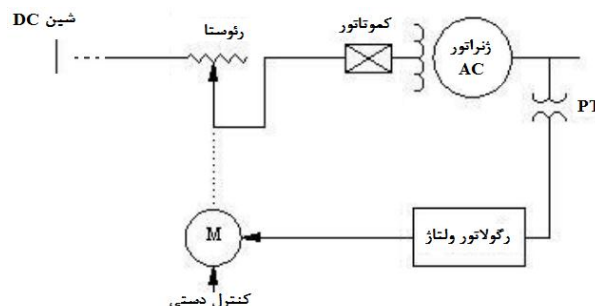 شین DC
رئوستا
کموتاتور
ژنراتور
AC
PT
رگولاتور ولتاژ
M
کنترل دستی